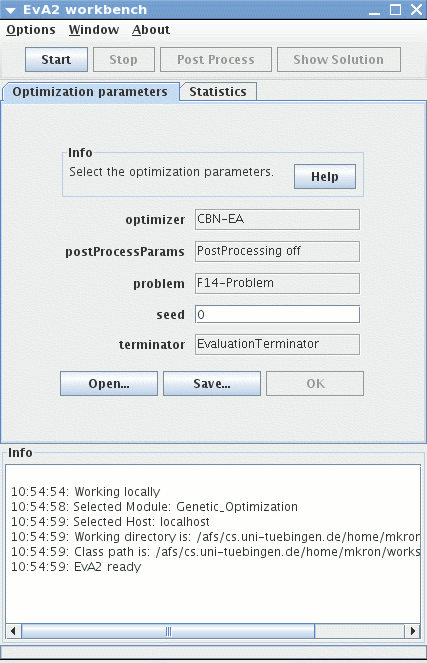 EvA2 workbench
Options Window About
Start Stop Post Process Show Solution
Optimization parameters Statistics
Info
Select the optimization parameters. Help
optimizer CBN-EA
postProcessParams PostProcessing off
problem F14-Problem
seed 0
terminator EvaluationTerminator
Open... Save... OK
Info
10:54:54: Working locally
10:54:58: Selected Module: Genetic_Optimization
10:54:59: Selected Host: localhost
10:54:59: Working directory is: /afs/cs.uni-tuebingen.de/home/mkron/
10:54:59: Class path is: /afs/cs.uni-tuebingen.de/home/mkron/works
10:54:59: EvA2 ready